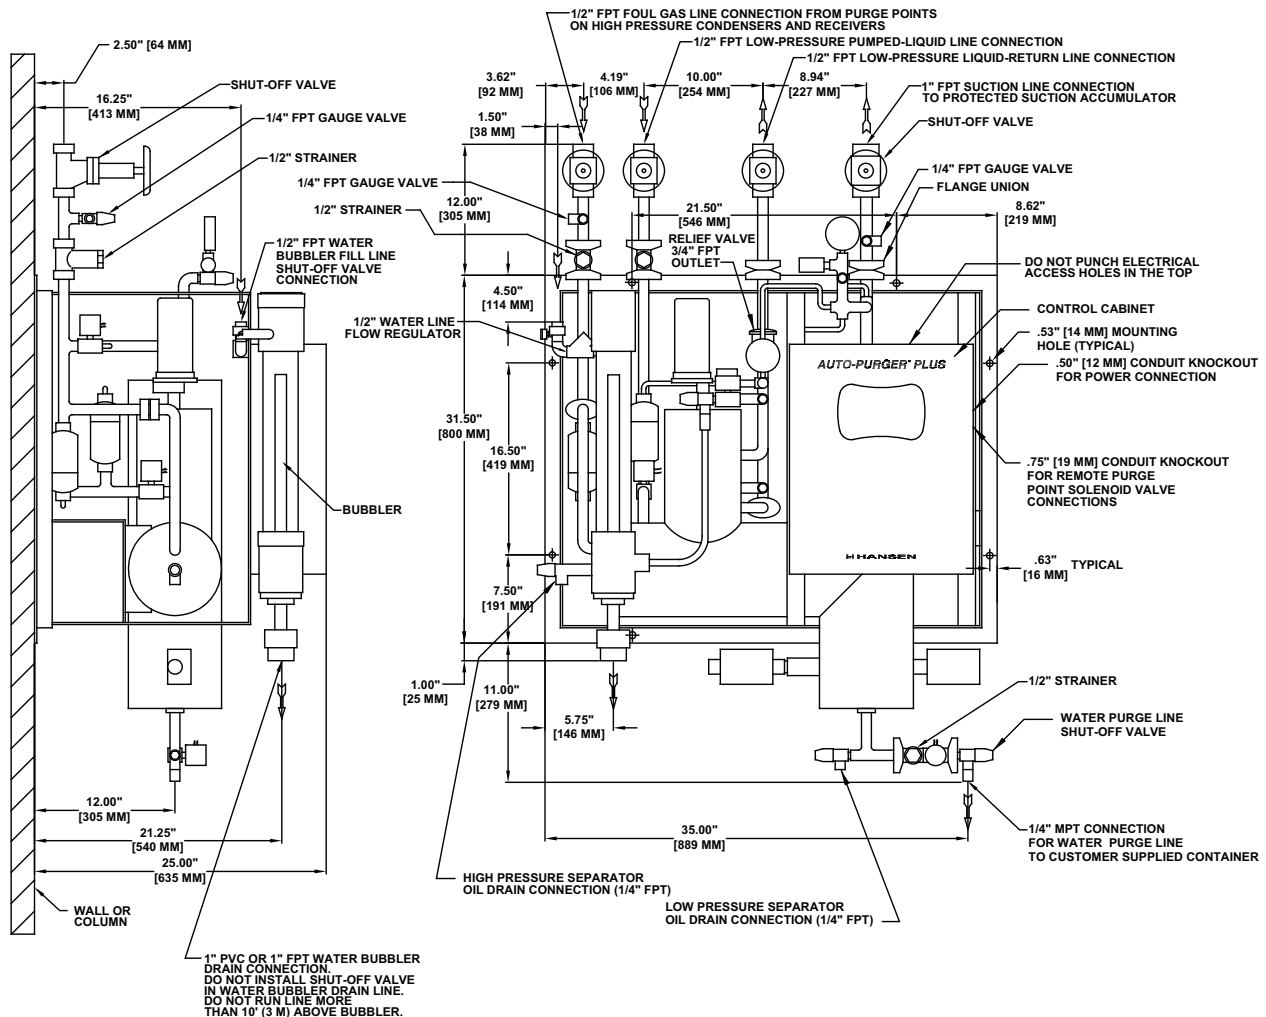 1/2" FPT FOUL GAS LINE CONNECTION FROM PURGE POINTS
ON HIGH PRESSURE CONDENSERS AND RECEIVERS
1/2" FPT LOW-PRESSURE PUMPED-LIQUID LINE CONNECTION
1/2" FPT LOW-PRESSURE LIQUID-RETURN LINE CONNECTION
2.50" [64 MM]
SHUT-OFF VALVE
16.25"
[413 MM]
1/4" FPT GAUGE VALVE
1/2" STRAINER
1/2" FPT WATER
BUBBLER FILL LINE
SHUT-OFF VALVE
CONNECTION
BUBBLER
12.00"
[305 MM]
21.25"
[540 MM]
25.00"
[635 MM]
WALL OR
COLUMN
1" PVC OR 1" FPT WATER BUBBLER
DRAIN CONNECTION.
DO NOT INSTALL SHUT-OFF VALVE
IN WATER BUBBLER DRAIN LINE.
DO NOT RUN LINE MORE
THAN 10' (3 M) ABOVE BUBBLER.
3.62"
[92 MM]
4.19"
[106 MM]
10.00"
[254 MM]
8.94"
[227 MM]
1" FPT SUCTION LINE CONNECTION
TO PROTECTED SUCTION ACCUMULATOR
1.50"
[38 MM]
SHUT-OFF VALVE
1/4" FPT GAUGE VALVE
12.00"
[305 MM]
1/4" FPT GAUGE VALVE
FLANGE UNION
1/2" STRAINER
21.50"
[546 MM]
8.62"
[219 MM]
RELIEF VALVE
3/4" FPT
OUTLET
DO NOT PUNCH ELECTRICAL
ACCESS HOLES IN THE TOP
4.50"
[114 MM]
CONTROL CABINET
1/2" WATER LINE
FLOW REGULATOR
.53" [14 MM] MOUNTING
HOLE (TYPICAL)
AUTO-PURGER® PLUS
.50" [12 MM] CONDUIT KNOCKOUT
FOR POWER CONNECTION
31.50"
[800 MM]
16.50"
[419 MM]
.75" [19 MM] CONDUIT KNOCKOUT
FOR REMOTE PURGE
POINT SOLENOID VALVE
CONNECTIONS
HANSEN
.63"
[16 MM]
TYPICAL
7.50"
[191 MM]
1.00"
[25 MM]
11.00"
[279 MM]
5.75"
[146 MM]
1/2" STRAINER
WATER PURGE LINE
SHUT-OFF VALVE
35.00"
[889 MM]
1/4" MPT CONNECTION
FOR WATER PURGE LINE
TO CUSTOMER SUPPLIED CONTAINER
HIGH PRESSURE SEPARATOR
OIL DRAIN CONNECTION (1/4" FPT)
LOW PRESSURE SEPARATOR
OIL DRAIN CONNECTION (1/4" FPT)